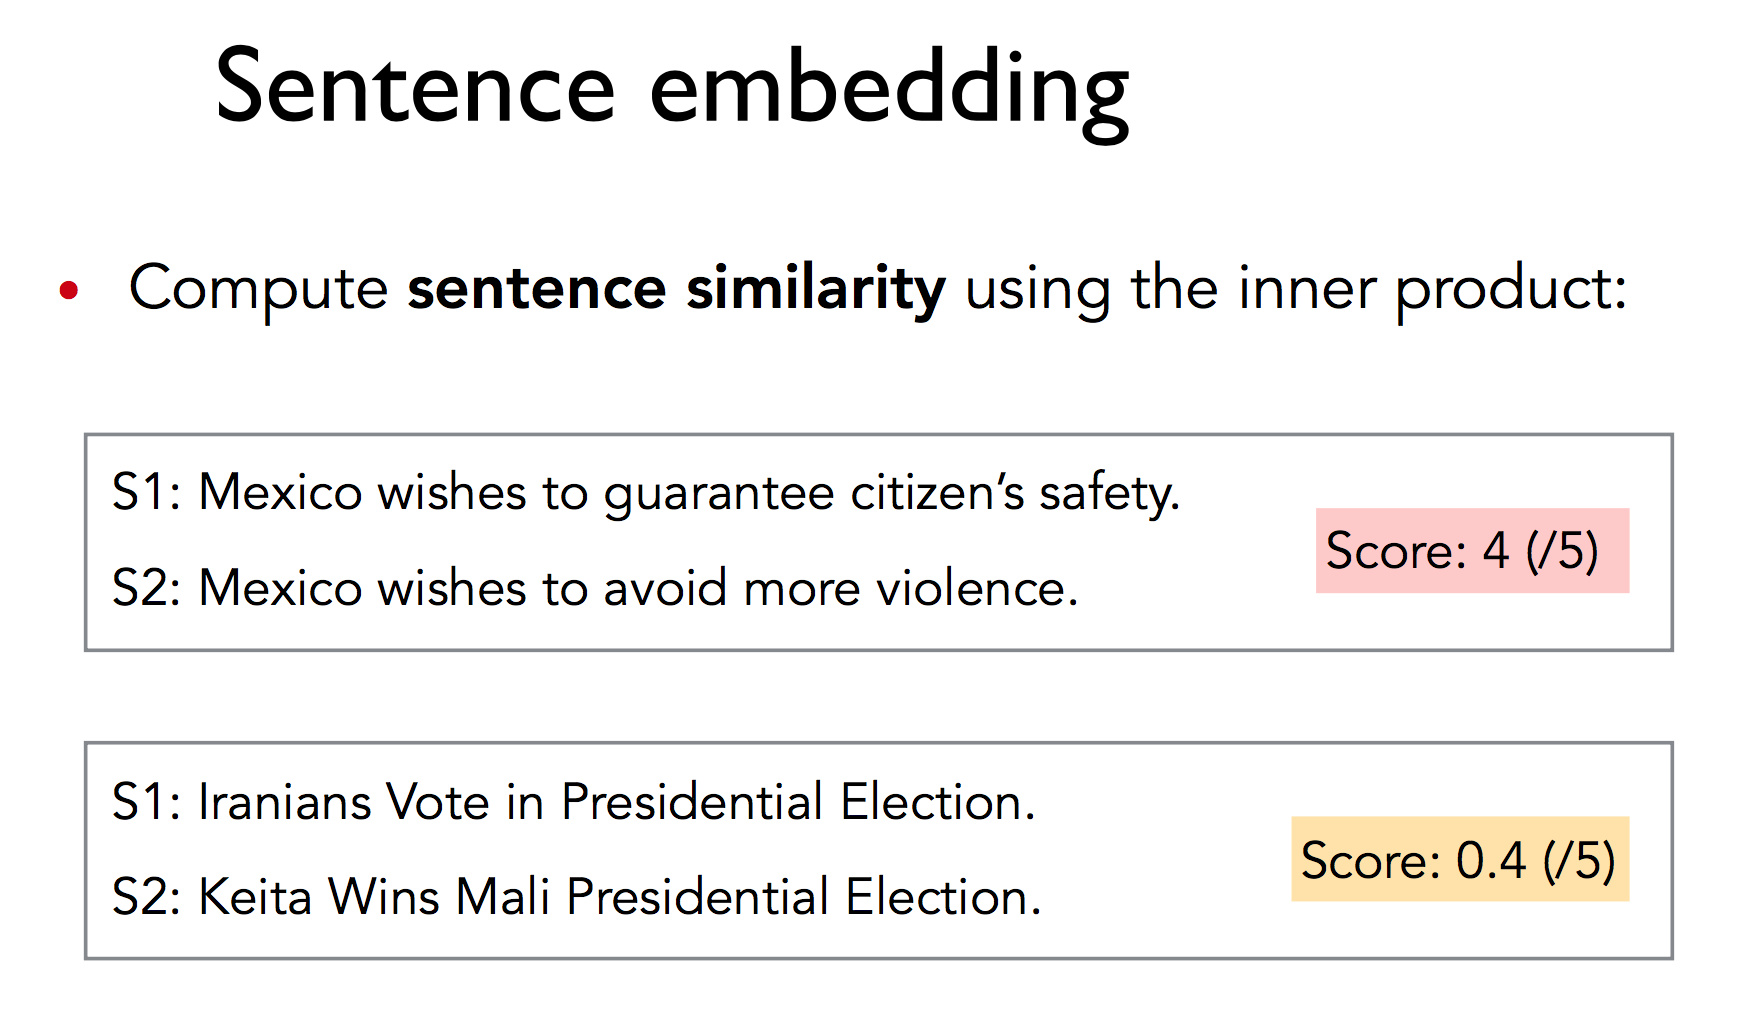 Sentence embedding
• Compute sentence similarity using the inner product:
S1: Mexico wishes to guarantee citizen’s safety.
Score: 4 (/5)
S2: Mexico wishes to avoid more violence.
S1: Iranians Vote in Presidential Election.
Score: 0.4 (/5)
S2: Keita Wins Mali Presidential Election.